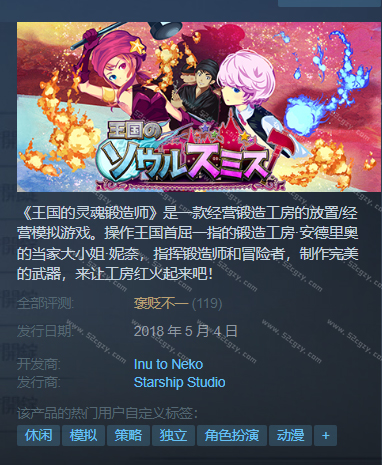 王国の
ソウルスミス
《王国的灵魂锻造师》是一款经营锻造工房的放置/经
营模拟游戏。操作王国首屈一指的锻造工房·安德里奥
的当家大小姐·妮奈，指挥锻造师和冒险者，制作完美
的武器，来让工房红火起来吧！
全部评测: 褒贬不一 (119)
发行日期: 2018 年 5 月 4 日
开发商: Inu to Neko
发行商: Starship Studio
该产品的热门用户自定义标签：
休闲 模拟 策略 独立 角色扮演 动漫 +